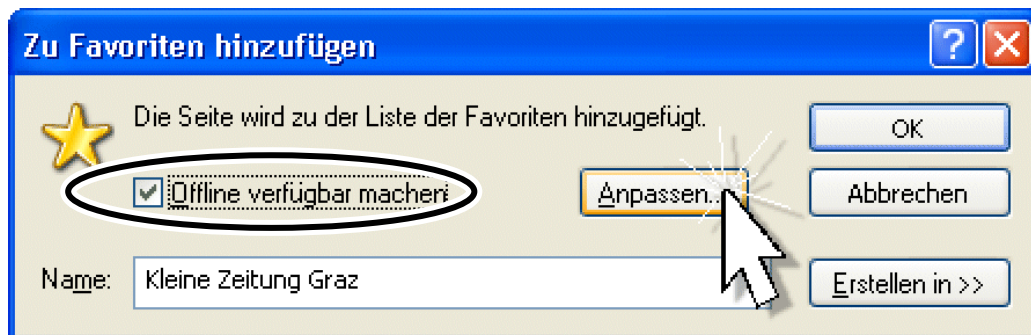 Zu Favoriten hinzufügen
Die Seite wird zu der Liste der Favoriten hinzugefügt.
OK
Offline verfügbar machen
Anpassen...
Abbrechen
Name: Kleine Zeitung Graz
Erstellen in >>